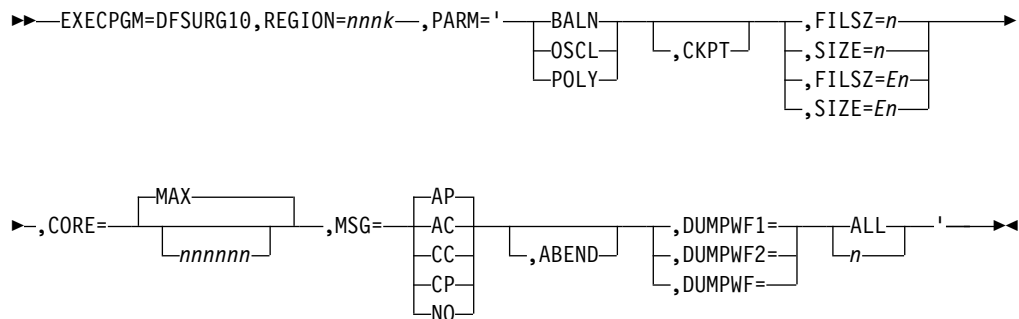 EXECPGM=DFSURG10,REGION=nnnk ,PARM=' BALN ,FILSZ=n
OSCL ,CKPT ,SIZE=n
POLY ,FILSZ=En
,SIZE=En
MAX AP
,CORE= ,MSG= AC ,DUMPWF1= ALL '
nnnnnn CC ,ABEND ,DUMPWF2= n
CP ,DUMPWF=
NO